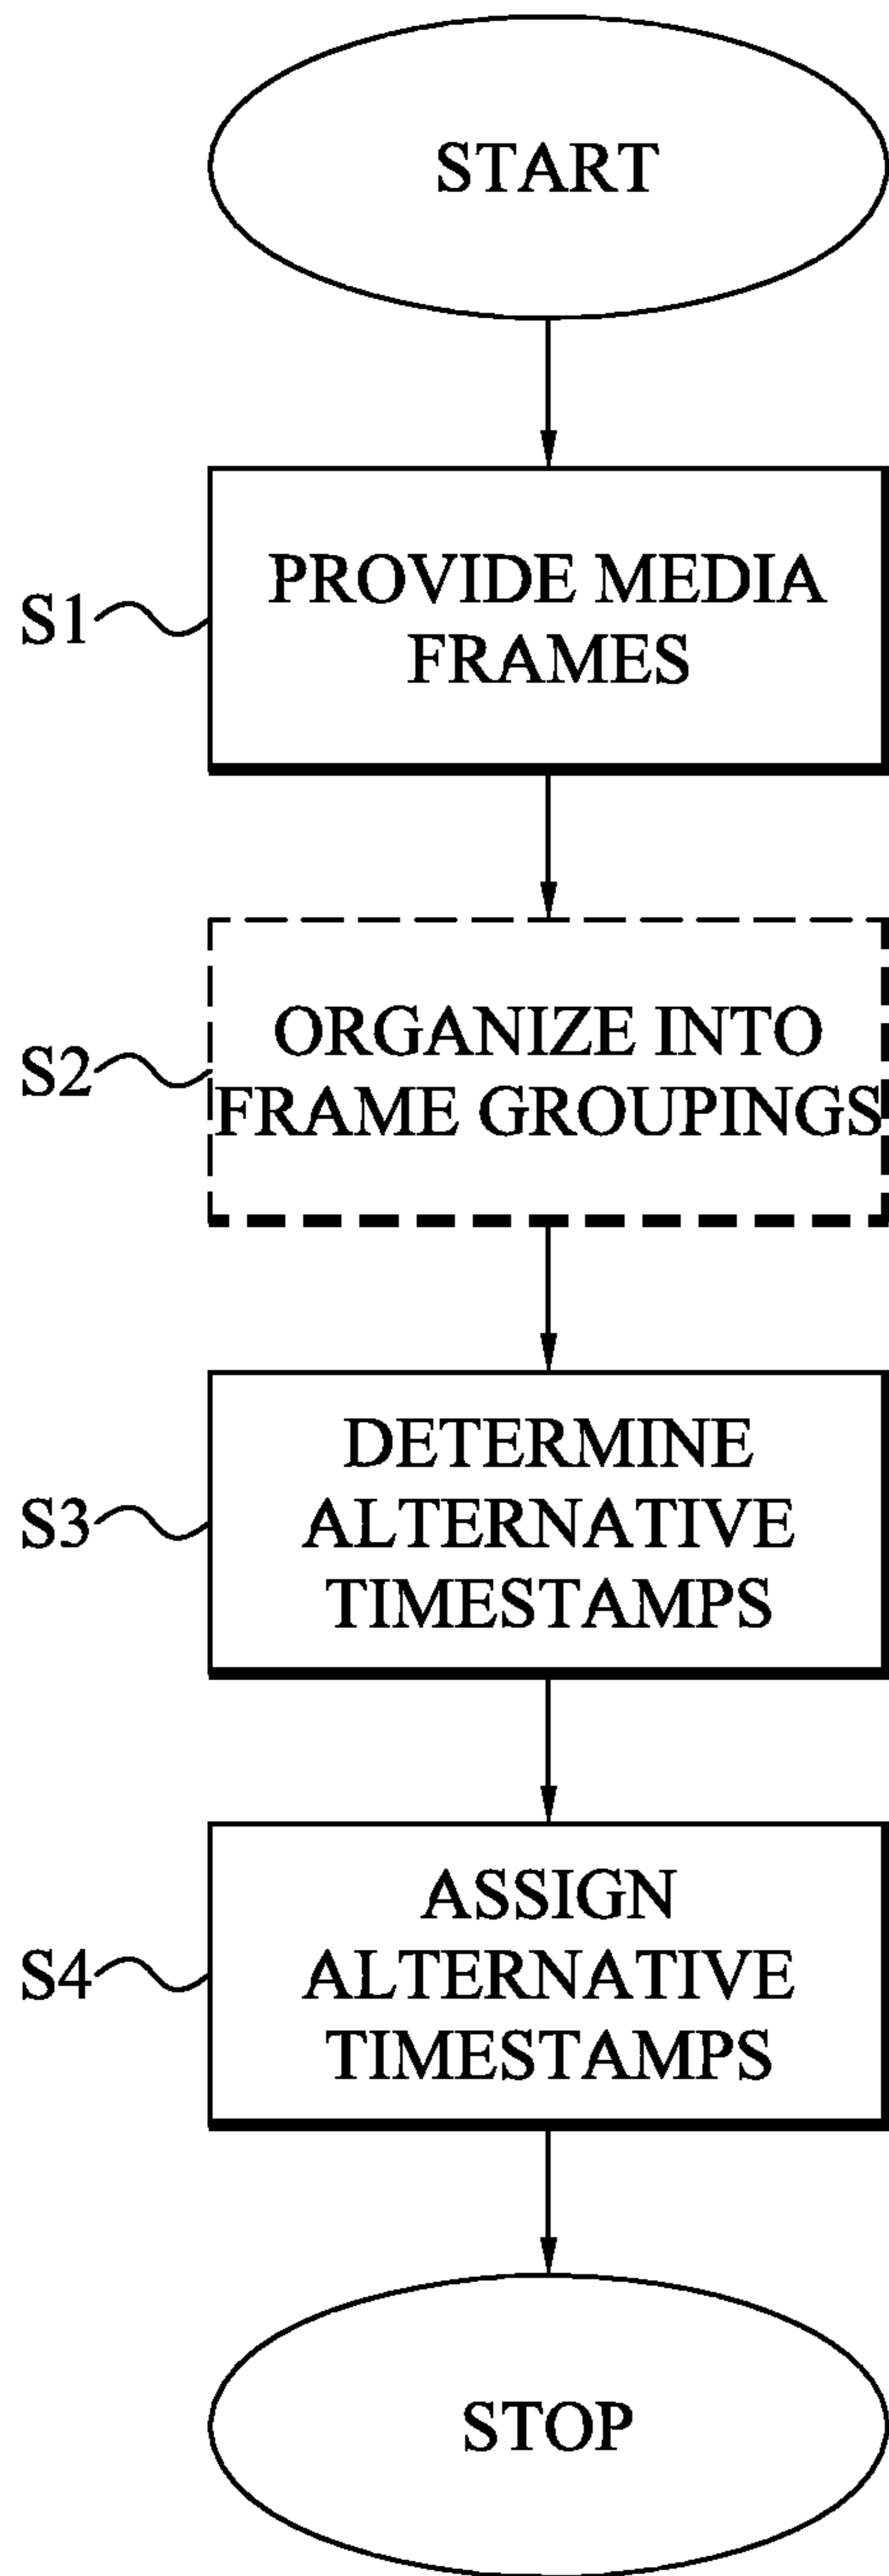 START
S1
PROVIDE MEDIA
FRAMES
S2
ORGANIZE INTO
FRAME GROUPINGS
S3
DETERMINE
ALTERNATIVE
TIMESTAMPS
S4
ASSIGN
ALTERNATIVE
TIMESTAMPS
STOP